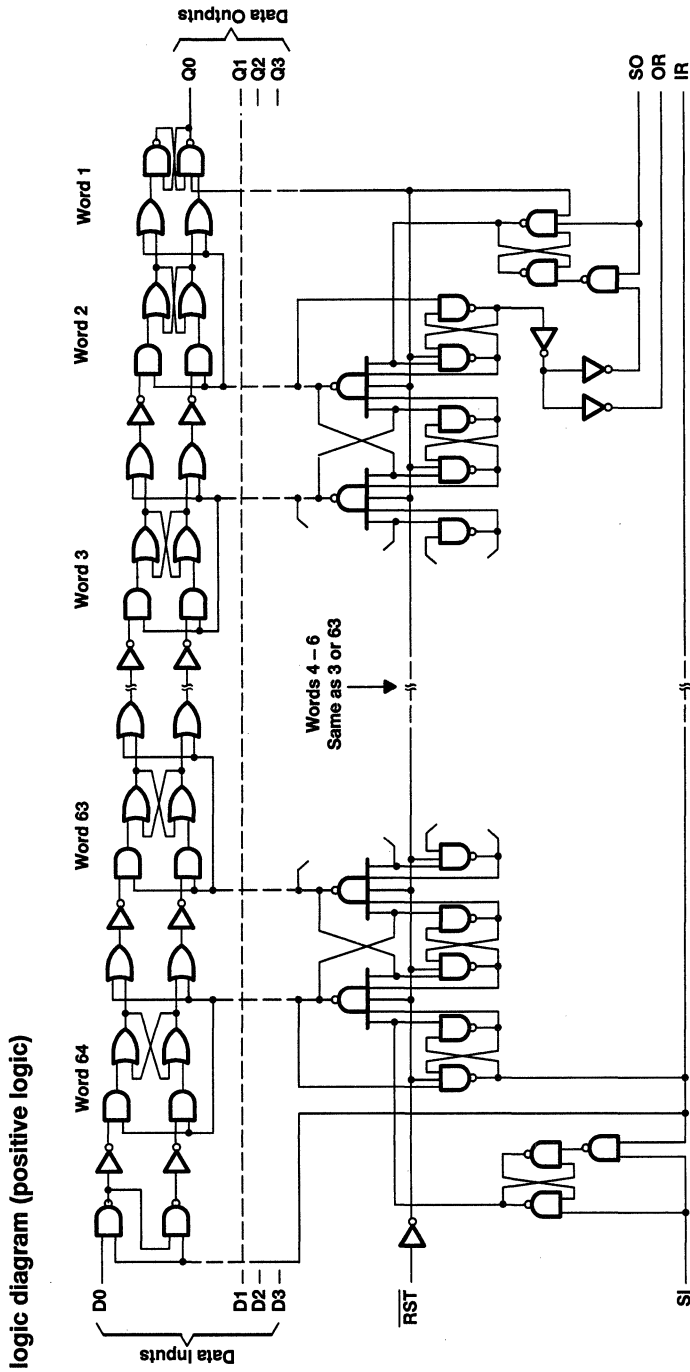 logic diagram (positive logic)
Data Inputs
D0
D1
D2
D3
Word 64
Word 63
Word 3
Word 2
Word 1
Data Outputs
Q0
Q1
Q2
Q3
Words 4 – 6
Same as 3 or 63
RST
SI
SO
OR
IR